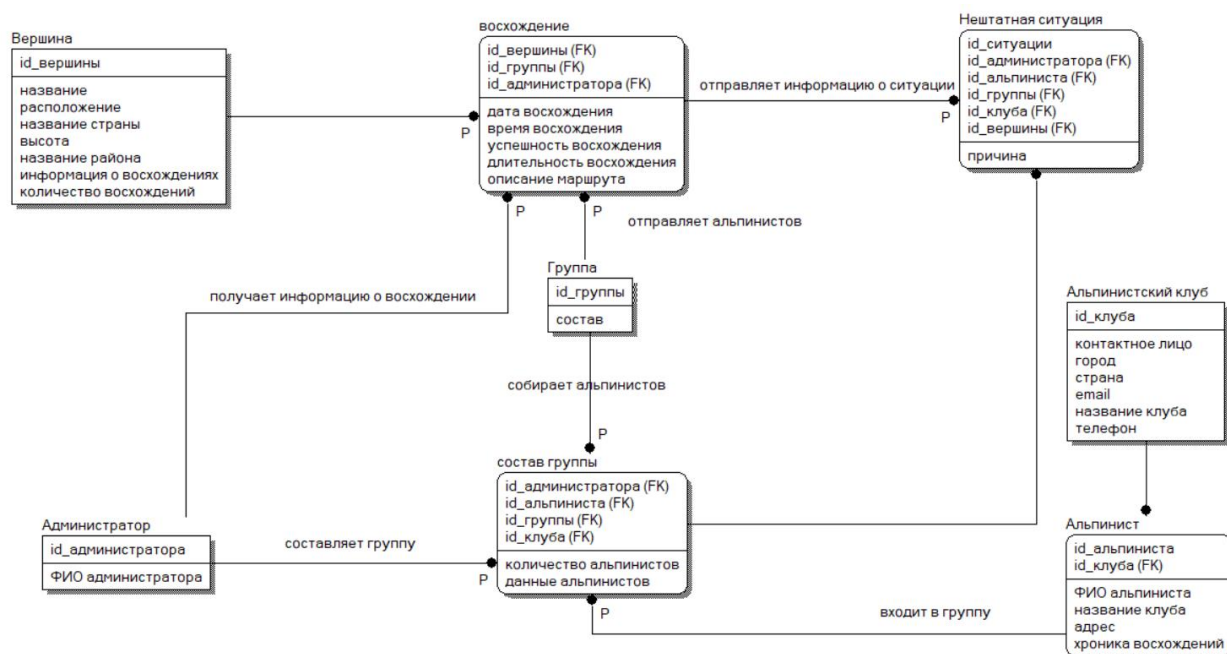 Вершина
id_вершины
название
расположение
название страны
высота
название района
информация о восхождениях
количество восхождений
восхождение
id_вершины (FK)
id_группы (FK)
id_администратора (FK)
дата восхождения
время восхождения
успешность восхождения
длительность восхождения
описание маршрута
P
P
P
отправляет информацию о ситуации
P
Нештатная ситуация
id_ситуации
id_администратора (FK)
id_альпиниста (FK)
id_группы (FK)
id_клуба (FK)
id_вершины (FK)
причина
отправляет альпинистов
получает информацию о восхождении
Группа
id_группы
состав
собирает альпинистов
P
Альпинистский клуб
id_клуба
контактное лицо
город
страна
email
название клуба
телефон
состав группы
id_администратора (FK)
id_альпиниста (FK)
id_группы (FK)
id_клуба (FK)
количество альпинистов
данные альпинистов
Администратор
id_администратора
ФИО администратора
составляет группу
P
P
входит в группу
Альпинист
id_альпиниста
id_клуба (FK)
ФИО альпиниста
название клуба
адрес
хроника восхождений